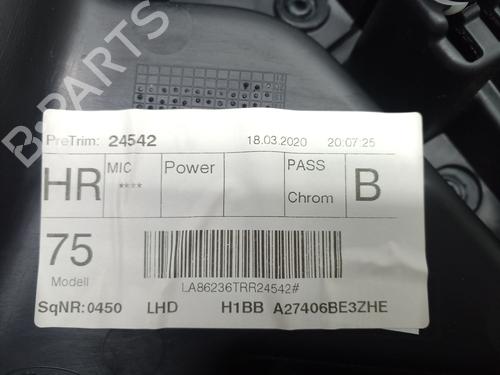 B-PARTS
PreTrim: 24542 18.03.2020 20:07:25
HR MIC **** Power PASS Chrom B
75 Modell
LA86236TRR24542#
SqNR:0450 LHD H1BB A27406BE3ZHE